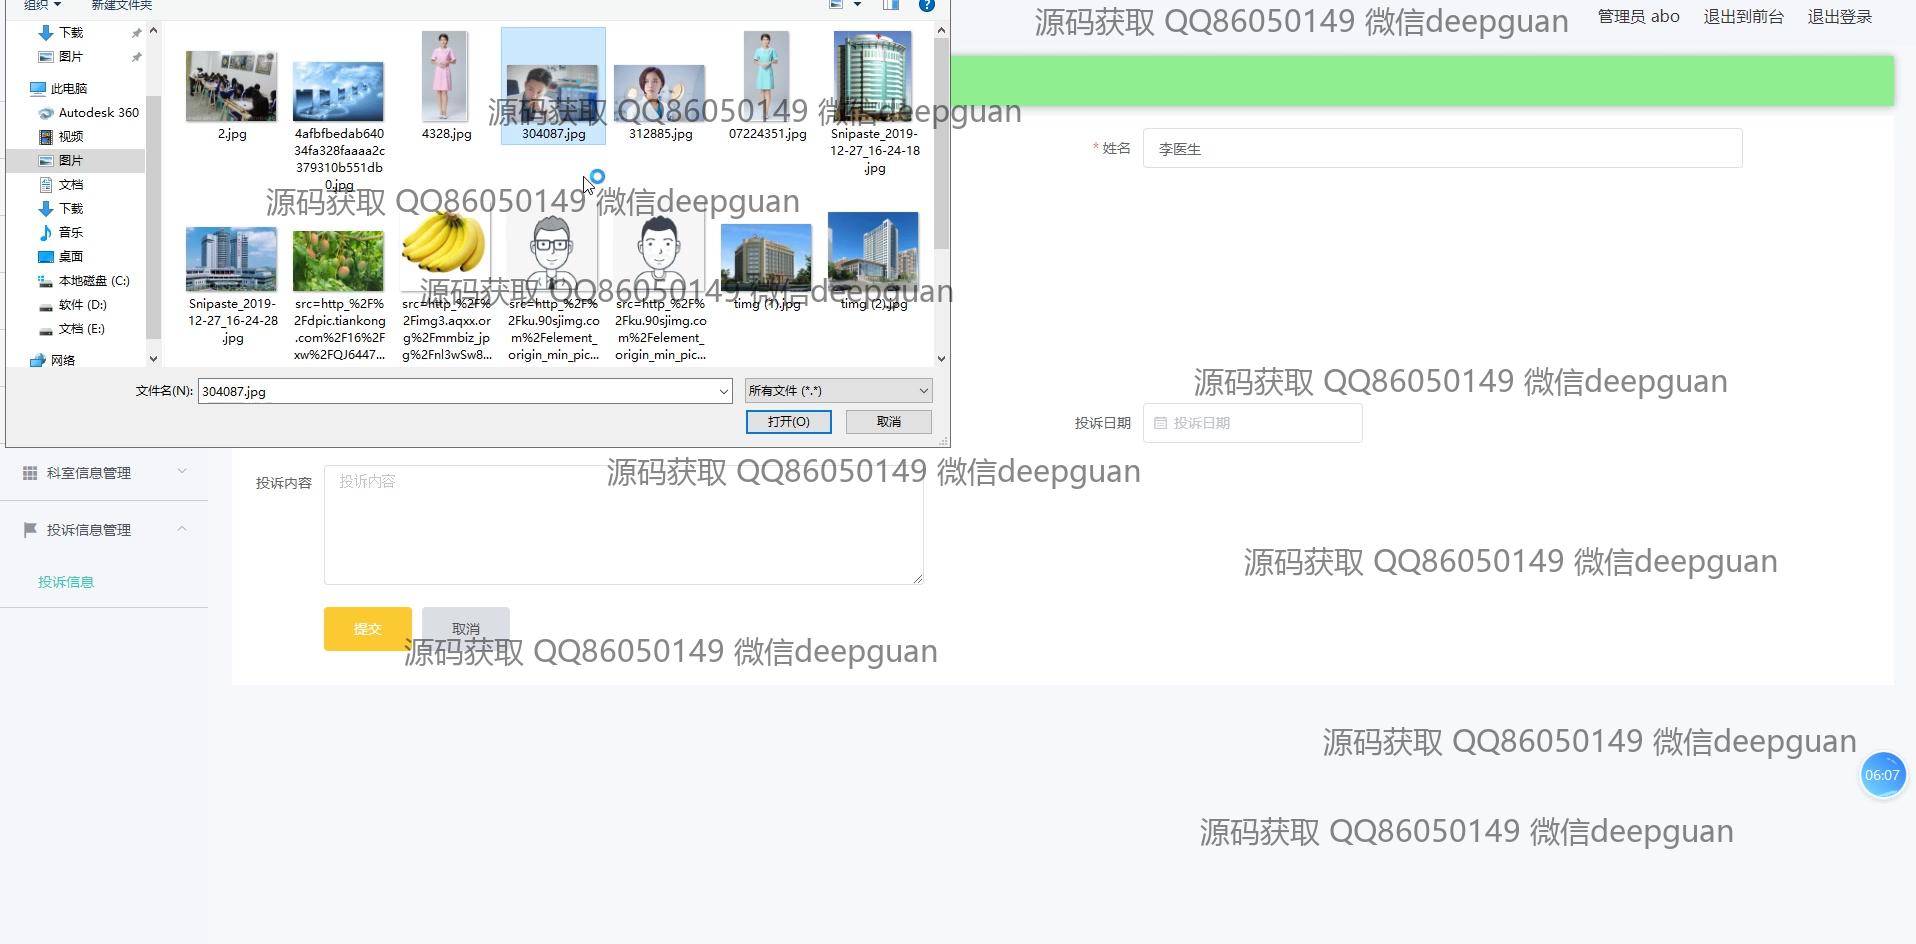 组织 新建文件夹
源码获取 QQ86050149 微信deepguan
管理员 abo 退出到前台 退出登录
下载
图片
此电脑
Autodesk 360
视频
图片
文档
下载
音乐
桌面
本地磁盘 (C:)
软件 (D:)
文档 (E:)
网络
2.jpg
4afbfbedab640
34fa328faaaa2c
379310b551db
0.jpg
4328.jpg
304087.jpg
312885.jpg
07224351.jpg
Snipaste_2019-
12-27_16-24-18
.jpg
源码获取 QQ86050149 微信deepguan
源码获取 QQ86050149 微信deepguan
Snipaste_2019-
12-27_16-24-28
.jpg
src=http_%2F%
2Fdpic.tiankong
.com%2F16%2F
xw%2FQJ6447...
src=http_%2F%
2Fimg3.aqxx.or
g%2Fmmbiz_jp
g%2Fnl3wSw8...
src=http_%2F%
2Fku.90sjimg.co
m%2Felement_
origin_min_pic...
src=http_%2F%
2Fku.90sjimg.co
m%2Felement_
origin_min_pic...
timg (1).jpg
timg (2).jpg
源码获取 QQ86050149 微信deepguan
文件名(N): 304087.jpg
所有文件 (*.*)
打开(O) 取消
* 姓名 李医生
源码获取 QQ86050149 微信deepguan
投诉日期 投诉日期
科室信息管理
投诉信息管理
投诉信息
投诉内容 投诉内容
源码获取 QQ86050149 微信deepguan
源码获取 QQ86050149 微信deepguan
提交 取消
源码获取 QQ86050149 微信deepguan
源码获取 QQ86050149 微信deepguan
06:07
源码获取 QQ86050149 微信deepguan